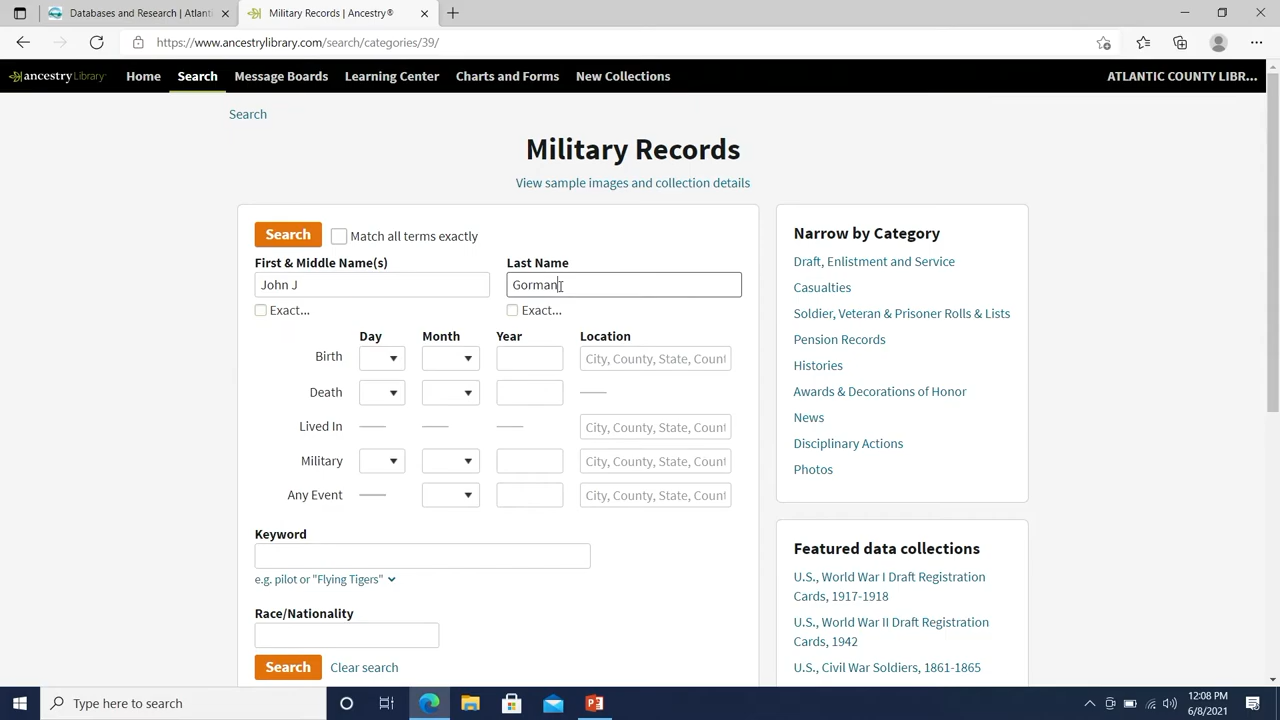 Databases and Research | Atlanti
Military Records | Ancestry®
https://www.ancestrylibrary.com/search/categories/39/
ancestryLibrary
Home
Search
Message Boards
Learning Center
Charts and Forms
New Collections
ATLANTIC COUNTY LIBR...
Search
Military Records
View sample images and collection details
Search
Match all terms exactly
First & Middle Name(s)
Last Name
John J
Gorman
Exact...
Exact...
Day
Month
Year
Location
Birth
City, County, State, Count
Death
Lived In
City, County, State, Count
Military
City, County, State, Count
Any Event
City, County, State, Count
Keyword
e.g. pilot or "Flying Tigers"
Race/Nationality
Search
Clear search
Narrow by Category
Draft, Enlistment and Service
Casualties
Soldier, Veteran & Prisoner Rolls & Lists
Pension Records
Histories
Awards & Decorations of Honor
News
Disciplinary Actions
Photos
Featured data collections
U.S., World War I Draft Registration
Cards, 1917-1918
U.S., World War II Draft Registration
Cards, 1942
U.S., Civil War Soldiers, 1861-1865
Type here to search
12:08 PM
6/8/2021